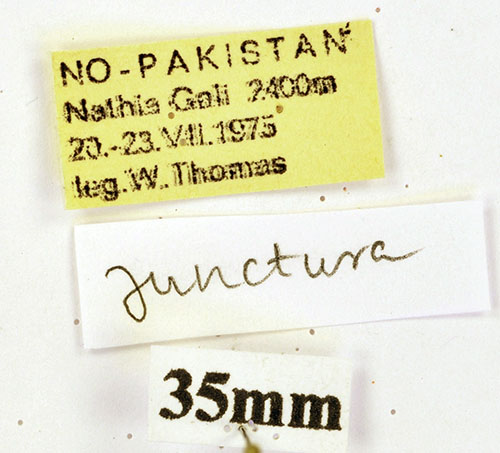 NO-PAKISTAN
Nathia Gali 2400m
20.-23.VII.1975
leg.W.Thomas
junctura
35mm